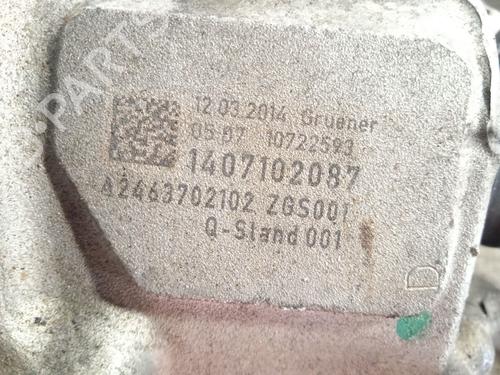 12.03.2014 Gruener
05:07 10722593
1407102087
A2463702102 ZGS001
Q-Stand 001
D